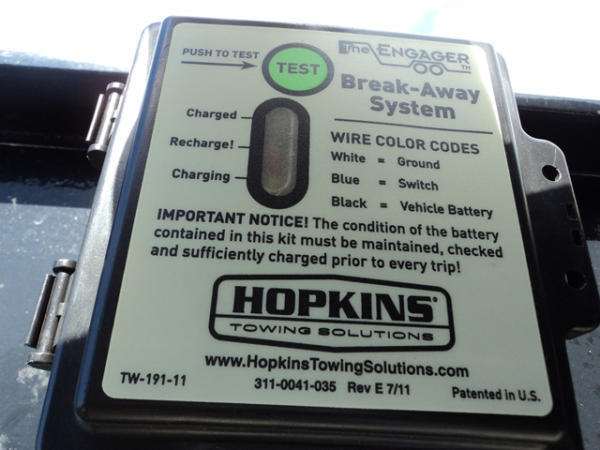 PUSH TO TEST
TEST
The ENGAGER TM
Break-Away
System
Charged
Recharge!
Charging
WIRE COLOR CODES
White = Ground
Blue = Switch
Black = Vehicle Battery
IMPORTANT NOTICE! The condition of the battery
contained in this kit must be maintained, checked
and sufficiently charged prior to every trip!
HOPKINS®
TOWING SOLUTIONS
www.HopkinsTowingSolutions.com
TW-191-11
311-0041-035 Rev E 7/11
Patented in U.S.